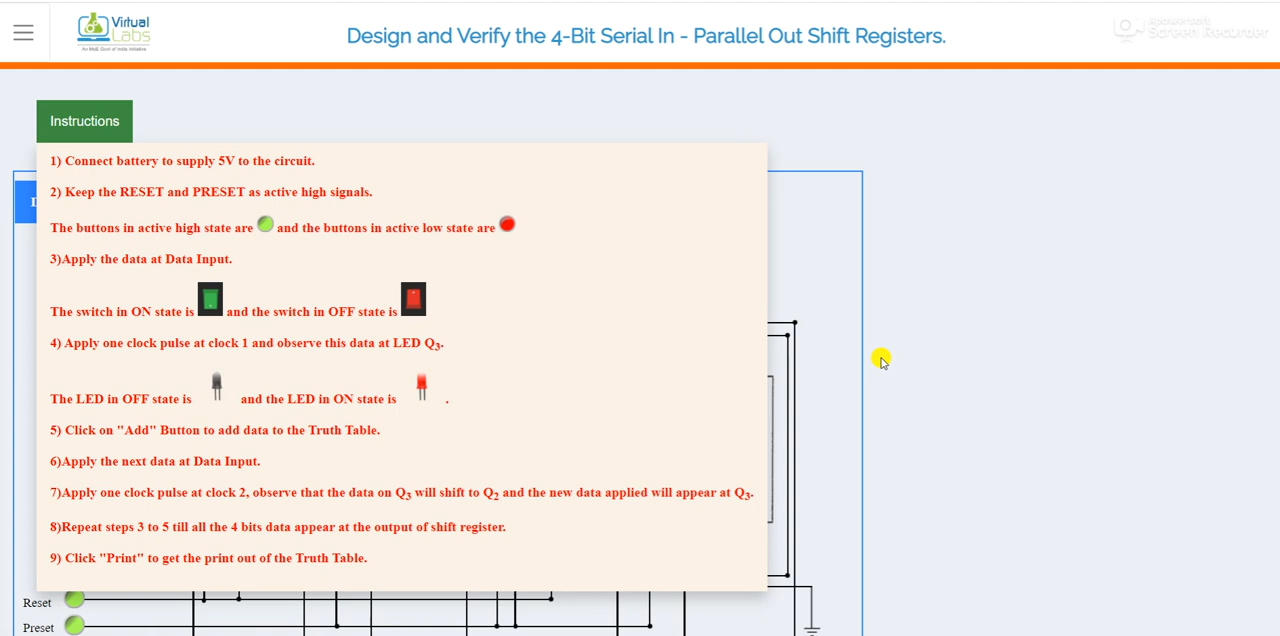 Virtual
Labs
An MoE Govt of India Initiative
Design and Verify the 4-Bit Serial In - Parallel Out Shift Registers.
Apowersoft
Screen Recorder
Instructions
1) Connect battery to supply 5V to the circuit.
2) Keep the RESET and PRESET as active high signals.
The buttons in active high state are and the buttons in active low state are
3)Apply the data at Data Input.
The switch in ON state is and the switch in OFF state is
4) Apply one clock pulse at clock 1 and observe this data at LED Q3.
The LED in OFF state is and the LED in ON state is .
5) Click on "Add" Button to add data to the Truth Table.
6)Apply the next data at Data Input.
7)Apply one clock pulse at clock 2, observe that the data on Q3 will shift to Q2 and the new data applied will appear at Q3.
8)Repeat steps 3 to 5 till all the 4 bits data appear at the output of shift register.
9) Click "Print" to get the print out of the Truth Table.
Reset
Preset